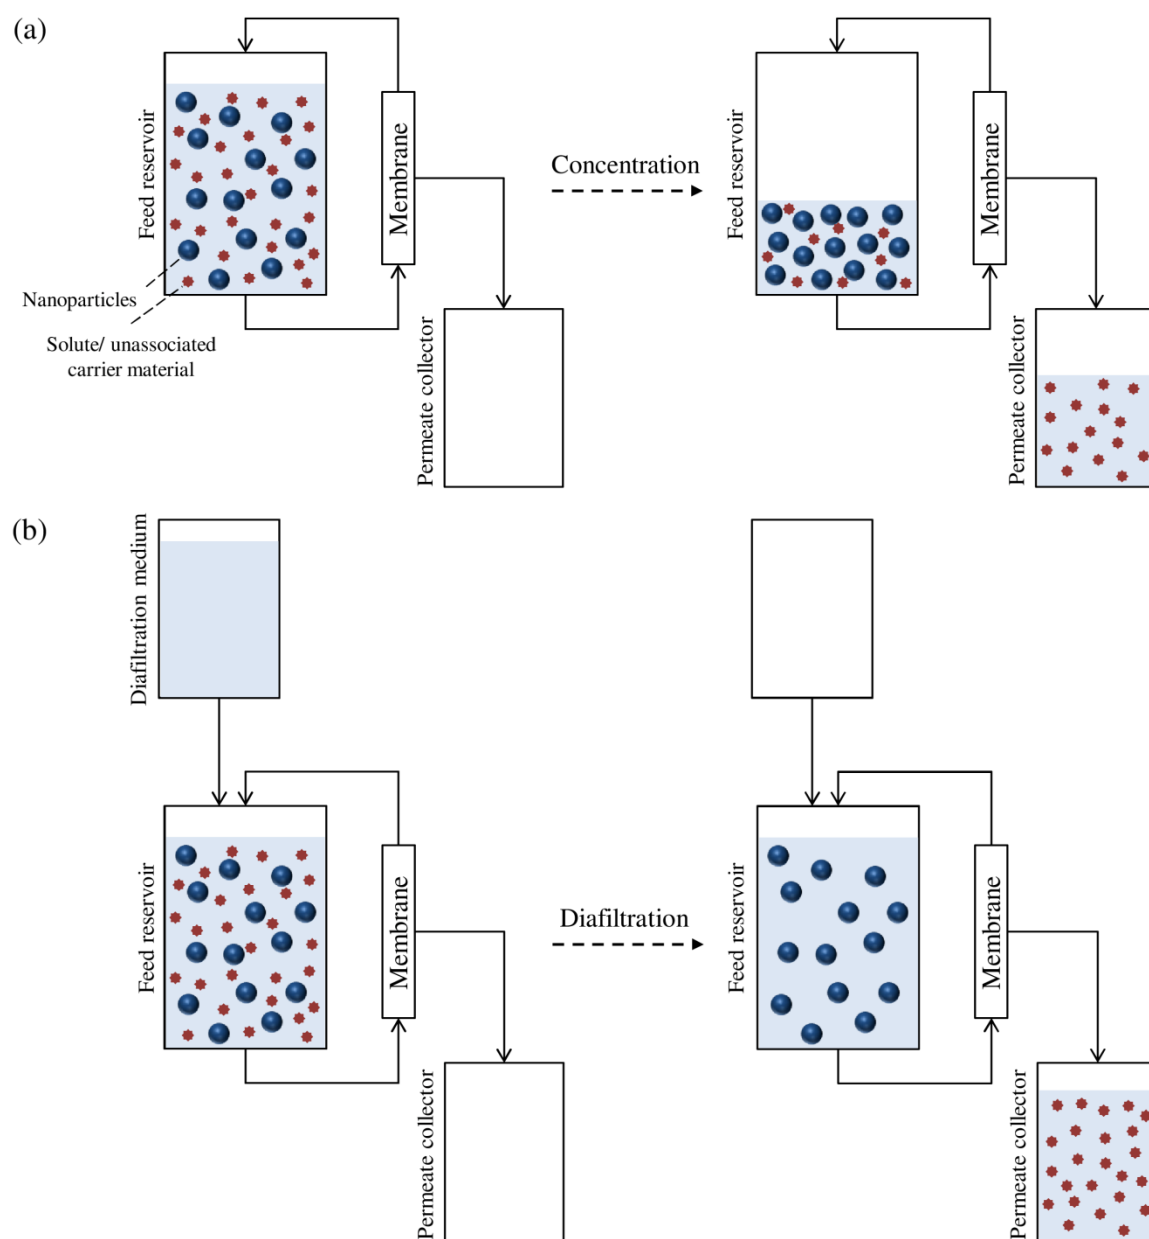 (a)
Feed reservoir
Membrane
Nanoparticles
Solute/ unassociated
carrier material
Permeate collector
Concentration
Feed reservoir
Membrane
Permeate collector
(b)
Diafiltration medium
Feed reservoir
Membrane
Permeate collector
Diafiltration
Feed reservoir
Membrane
Permeate collector